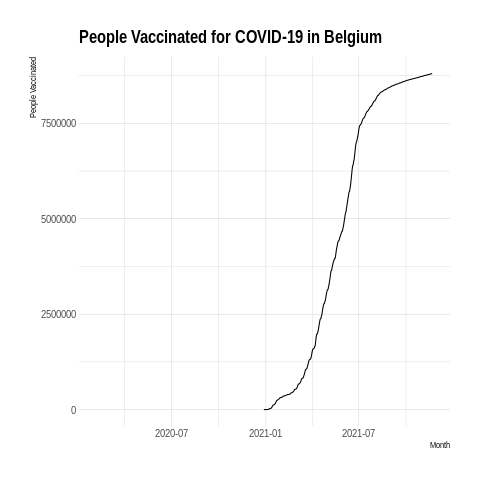 People Vaccinated for COVID-19 in Belgium
People Vaccinated
7500000
5000000
2500000
0
2020-07
2021-01
2021-07
Month